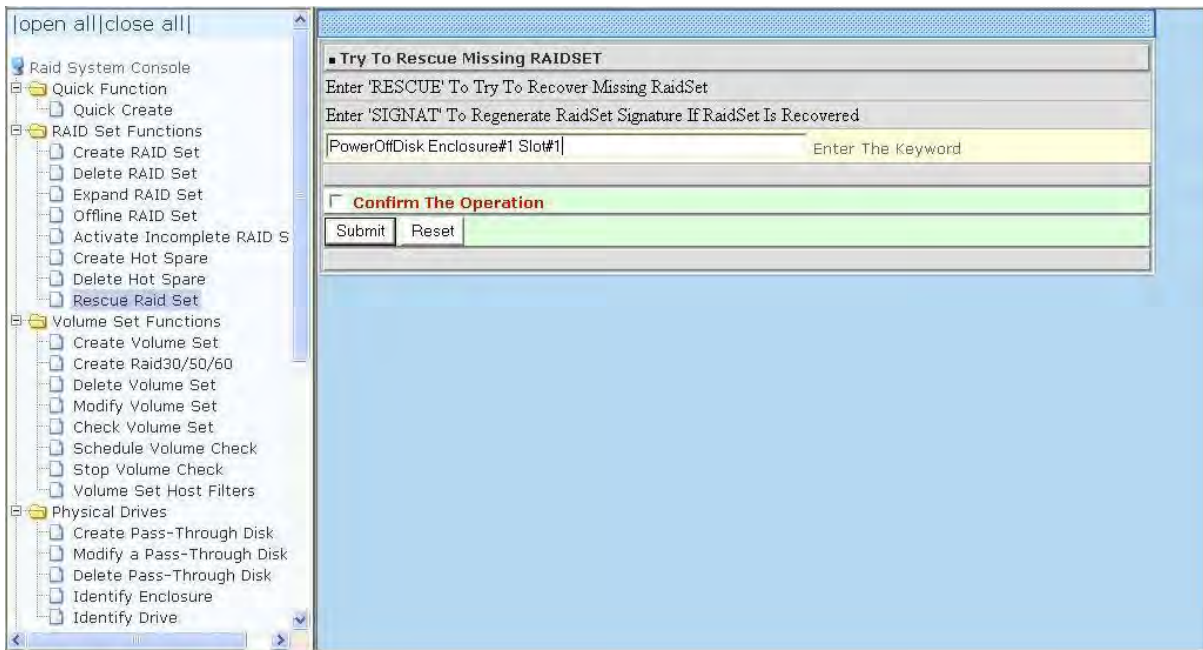 |open all|close all|
Raid System Console
Quick Function
Quick Create
RAID Set Functions
Create RAID Set
Delete RAID Set
Expand RAID Set
Offline RAID Set
Activate Incomplete RAID S
Create Hot Spare
Delete Hot Spare
Rescue Raid Set
Volume Set Functions
Create Volume Set
Create Raid30/50/60
Delete Volume Set
Modify Volume Set
Check Volume Set
Schedule Volume Check
Stop Volume Check
Volume Set Host Filters
Physical Drives
Create Pass-Through Disk
Modify a Pass-Through Disk
Delete Pass-Through Disk
Identify Enclosure
Identify Drive
Try To Rescue Missing RAIDSET
Enter 'RESCUE' To Try To Recover Missing RaidSet
Enter 'SIGNAT' To Regenerate RaidSet Signature If RaidSet Is Recovered
PowerOffDisk Enclosure#1 Slot#1 Enter The Keyword
Confirm The Operation
Submit Reset